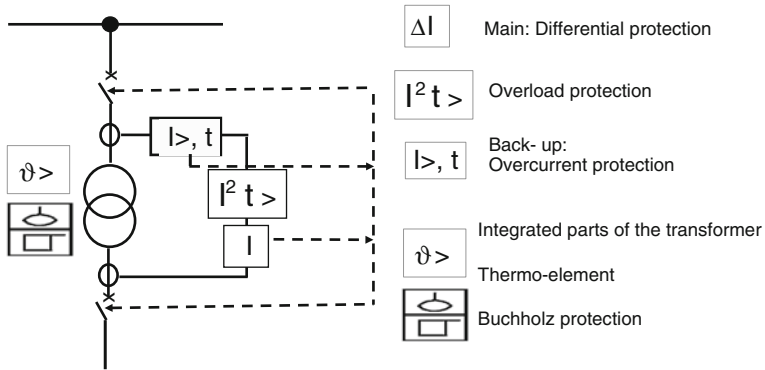 I>, t
I² t >
I
ϑ>
ΔI Main: Differential protection
I² t > Overload protection
I>, t Back- up:
Overcurrent protection
Integrated parts of the transformer
ϑ> Thermo-element
Buchholz protection